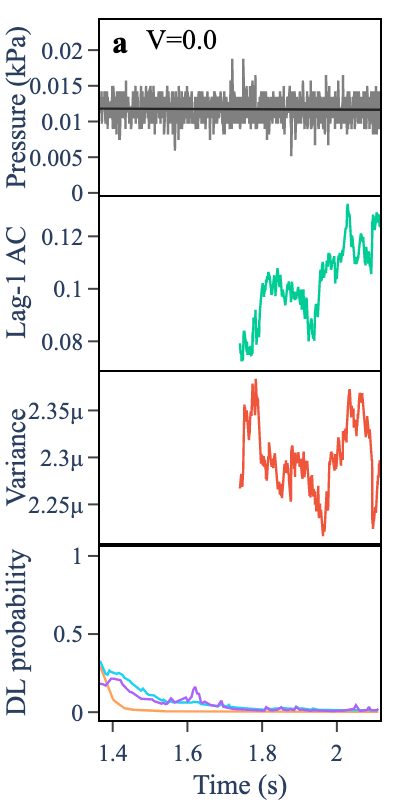 a V=0.0
Pressure (kPa)
0.02
0.015
0.01
0.005
0
Lag-1 AC
0.12
0.1
0.08
Variance
2.35μ
2.3μ
2.25μ
DL probability
1
0.5
0
1.4 1.6 1.8 2
Time (s)